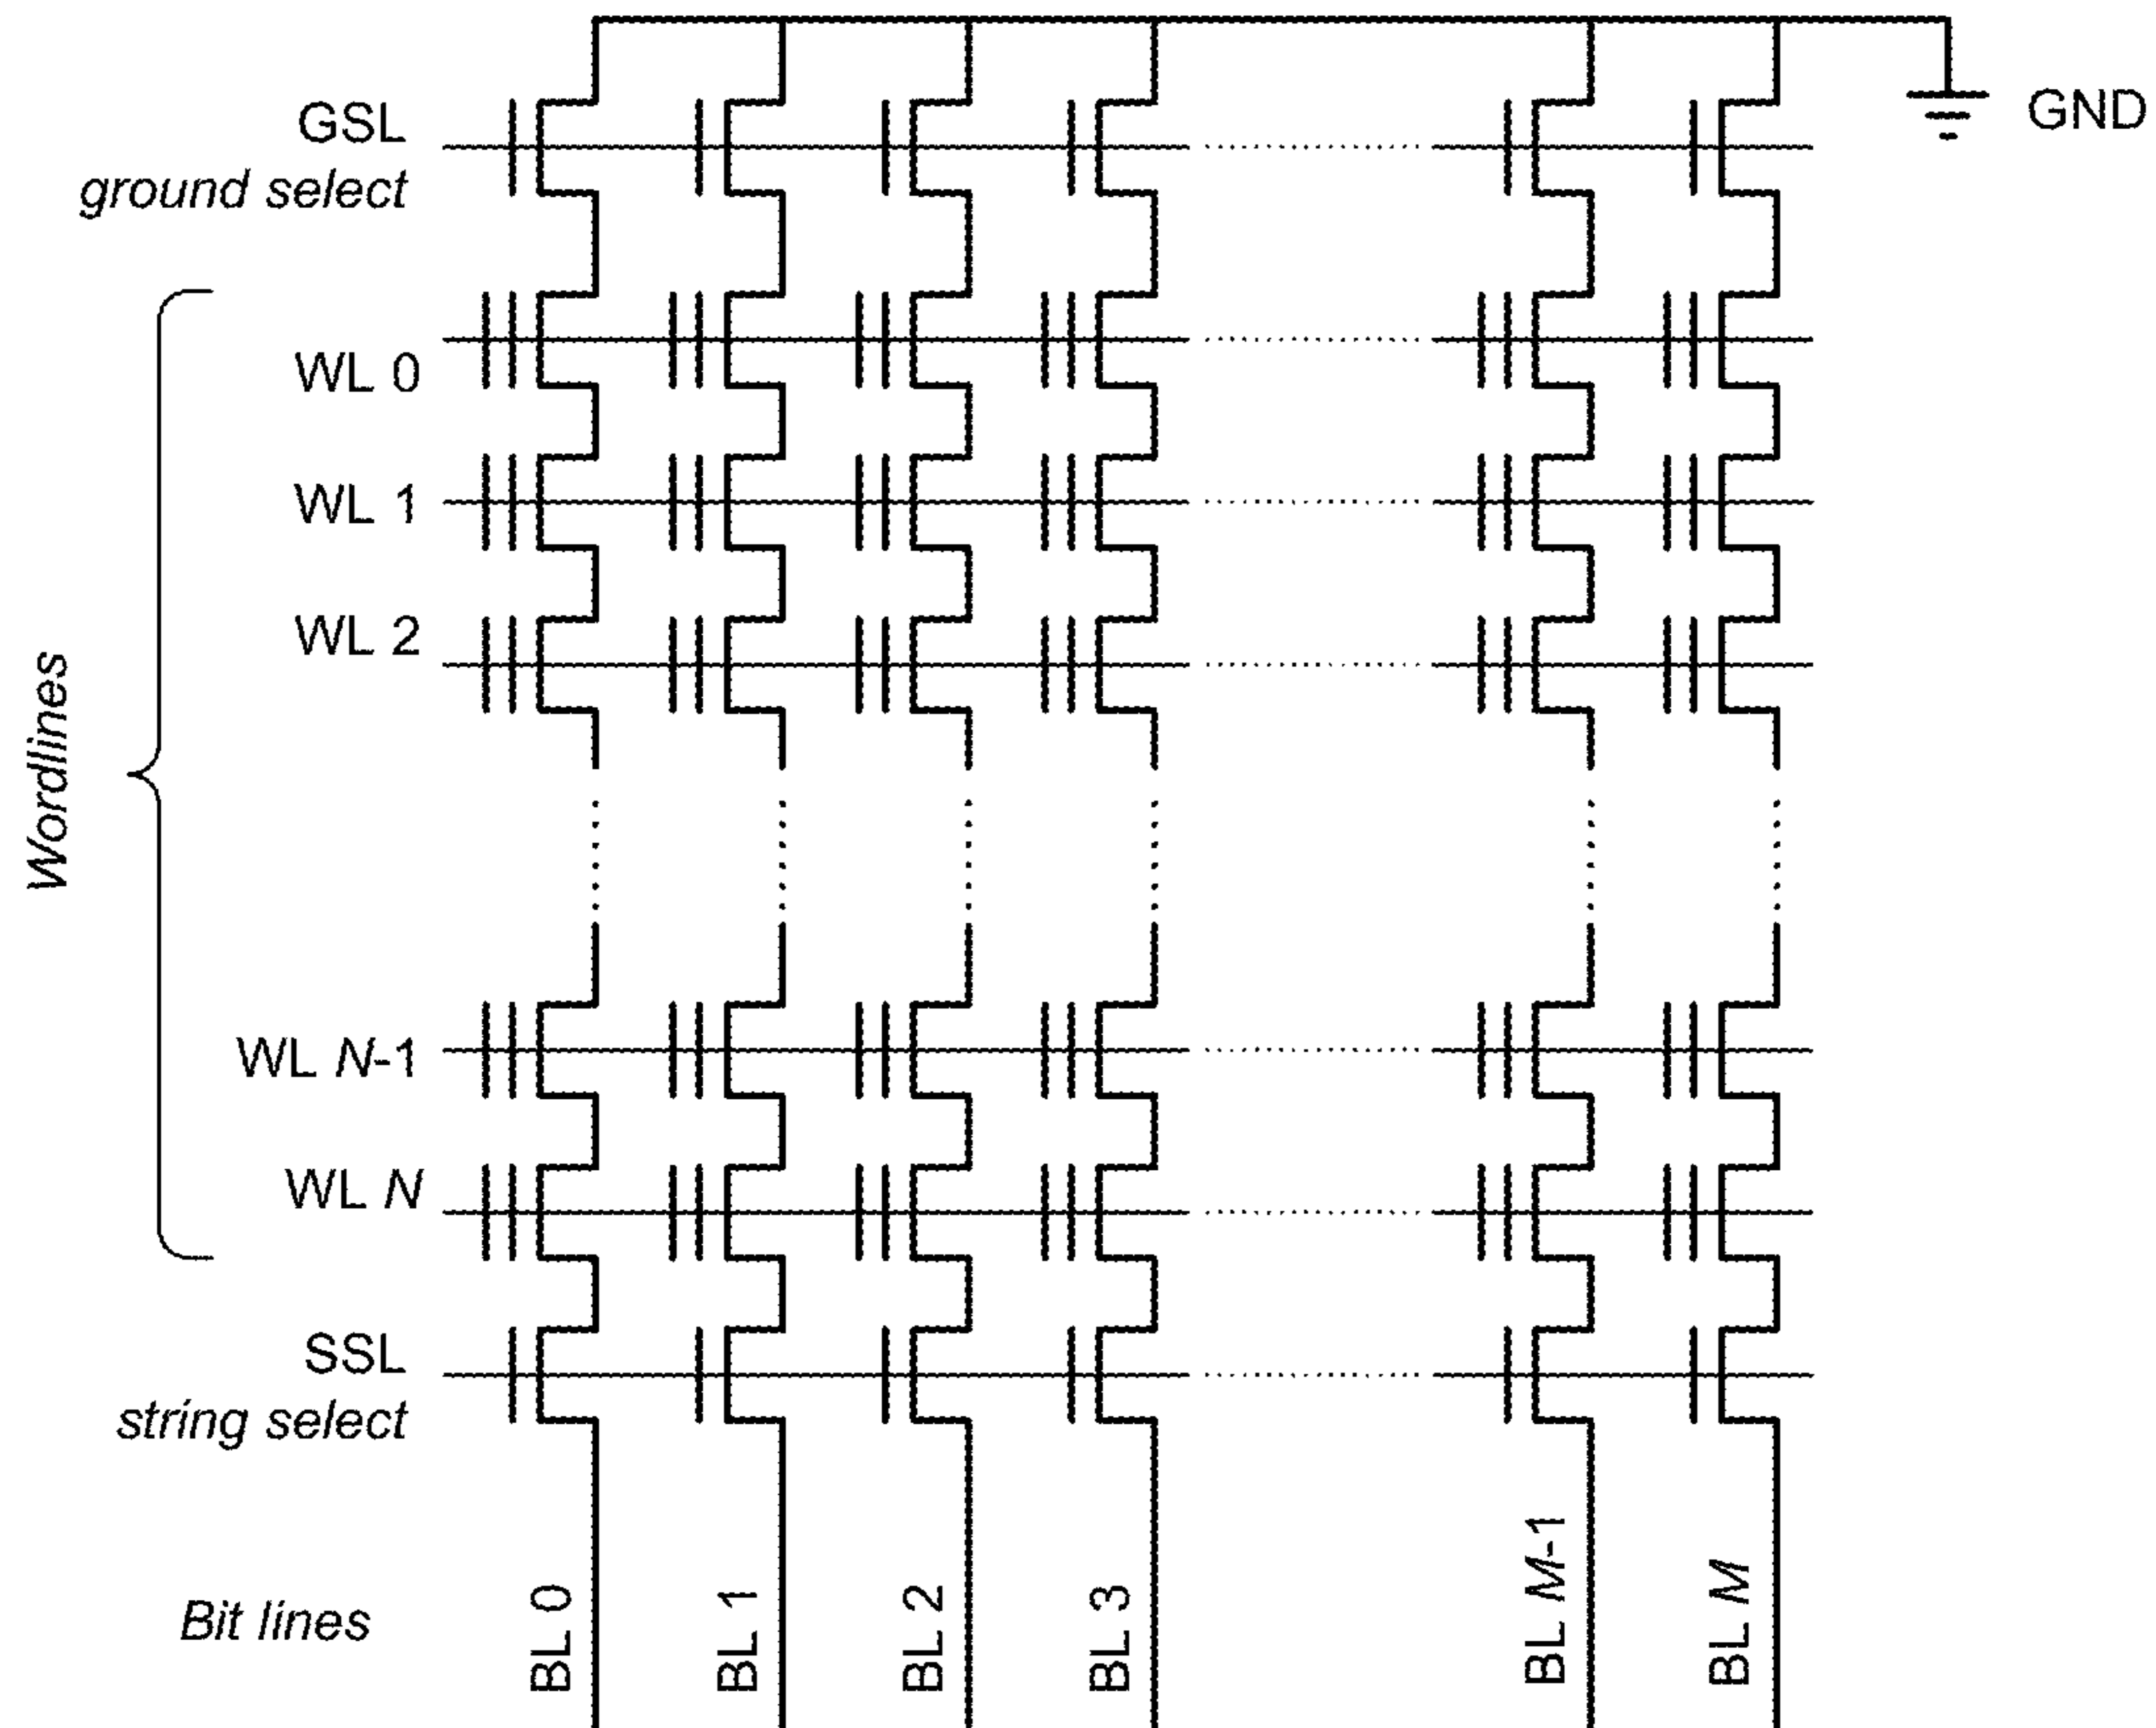 GND
GSL
ground select
WL 0
WL 1
WL 2
Wordlines
WL N-1
WL N
SSL
string select
Bit lines
BL 0
BL 1
BL 2
BL 3
BL M-1
BL M